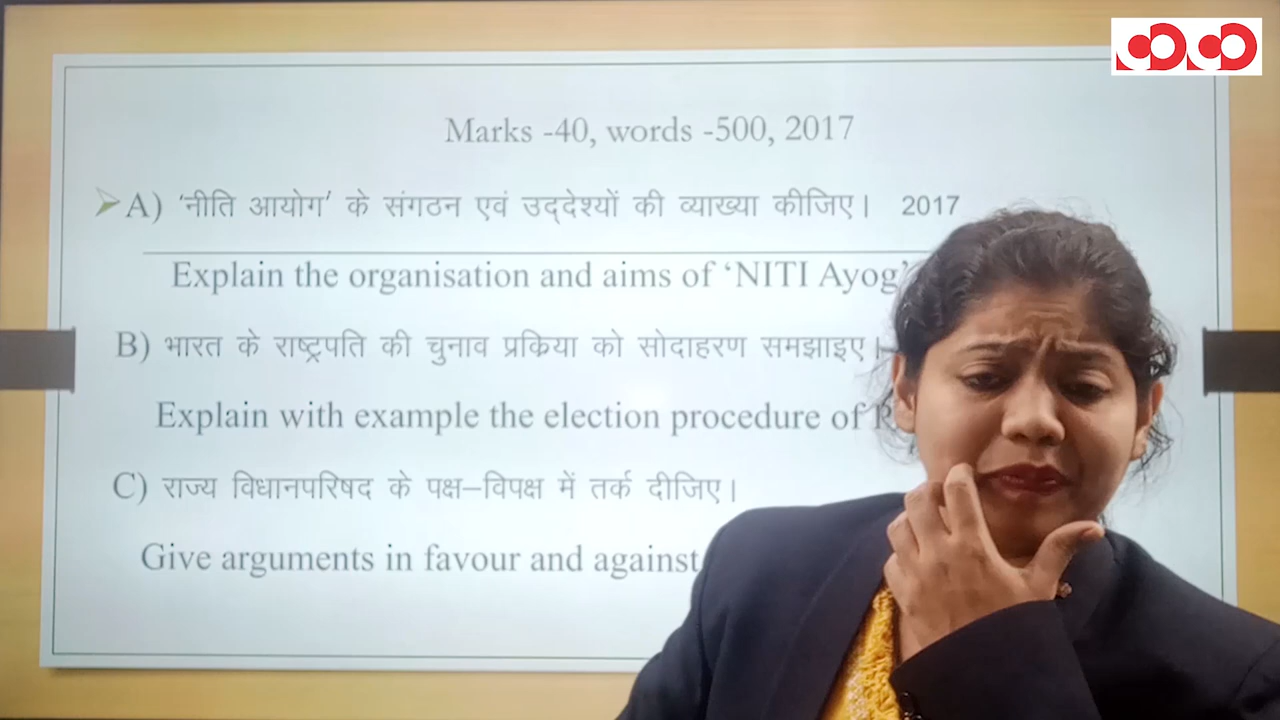 Marks -40, words -500, 2017
A) ‘नीति आयोग’ के संगठन एवं उद्देश्यों की व्याख्या कीजिए। 2017
Explain the organisation and aims of ‘NITI Ayog’
B) भारत के राष्ट्रपति की चुनाव प्रकिया को सोदाहरण समझाइए।
Explain with example the election procedure of
C) राज्य विधानपरिषद के पक्ष–विपक्ष में तर्क दीजिए।
Give arguments in favour and against